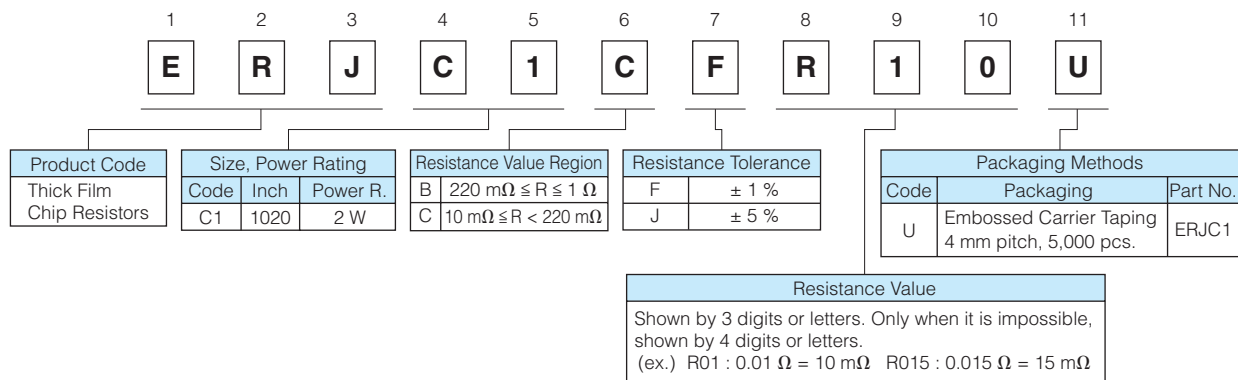 1 2 3 4 5 6 7 8 9 10 11
E R J C 1 C F R 1 0 U
Product Code
Thick Film
Chip Resistors
Size, Power Rating
Code Inch Power R.
C1 1020 2 W
Resistance Value Region
B 220 mΩ ≦ R ≦ 1 Ω
C 10 mΩ ≦ R < 220 mΩ
Resistance Tolerance
F ± 1 %
J ± 5 %
Packaging Methods
Code Packaging Part No.
U Embossed Carrier Taping
4 mm pitch, 5,000 pcs. ERJC1
Resistance Value
Shown by 3 digits or letters. Only when it is impossible,
shown by 4 digits or letters.
(ex.) R01 : 0.01 Ω = 10 mΩ R015 : 0.015 Ω = 15 mΩ